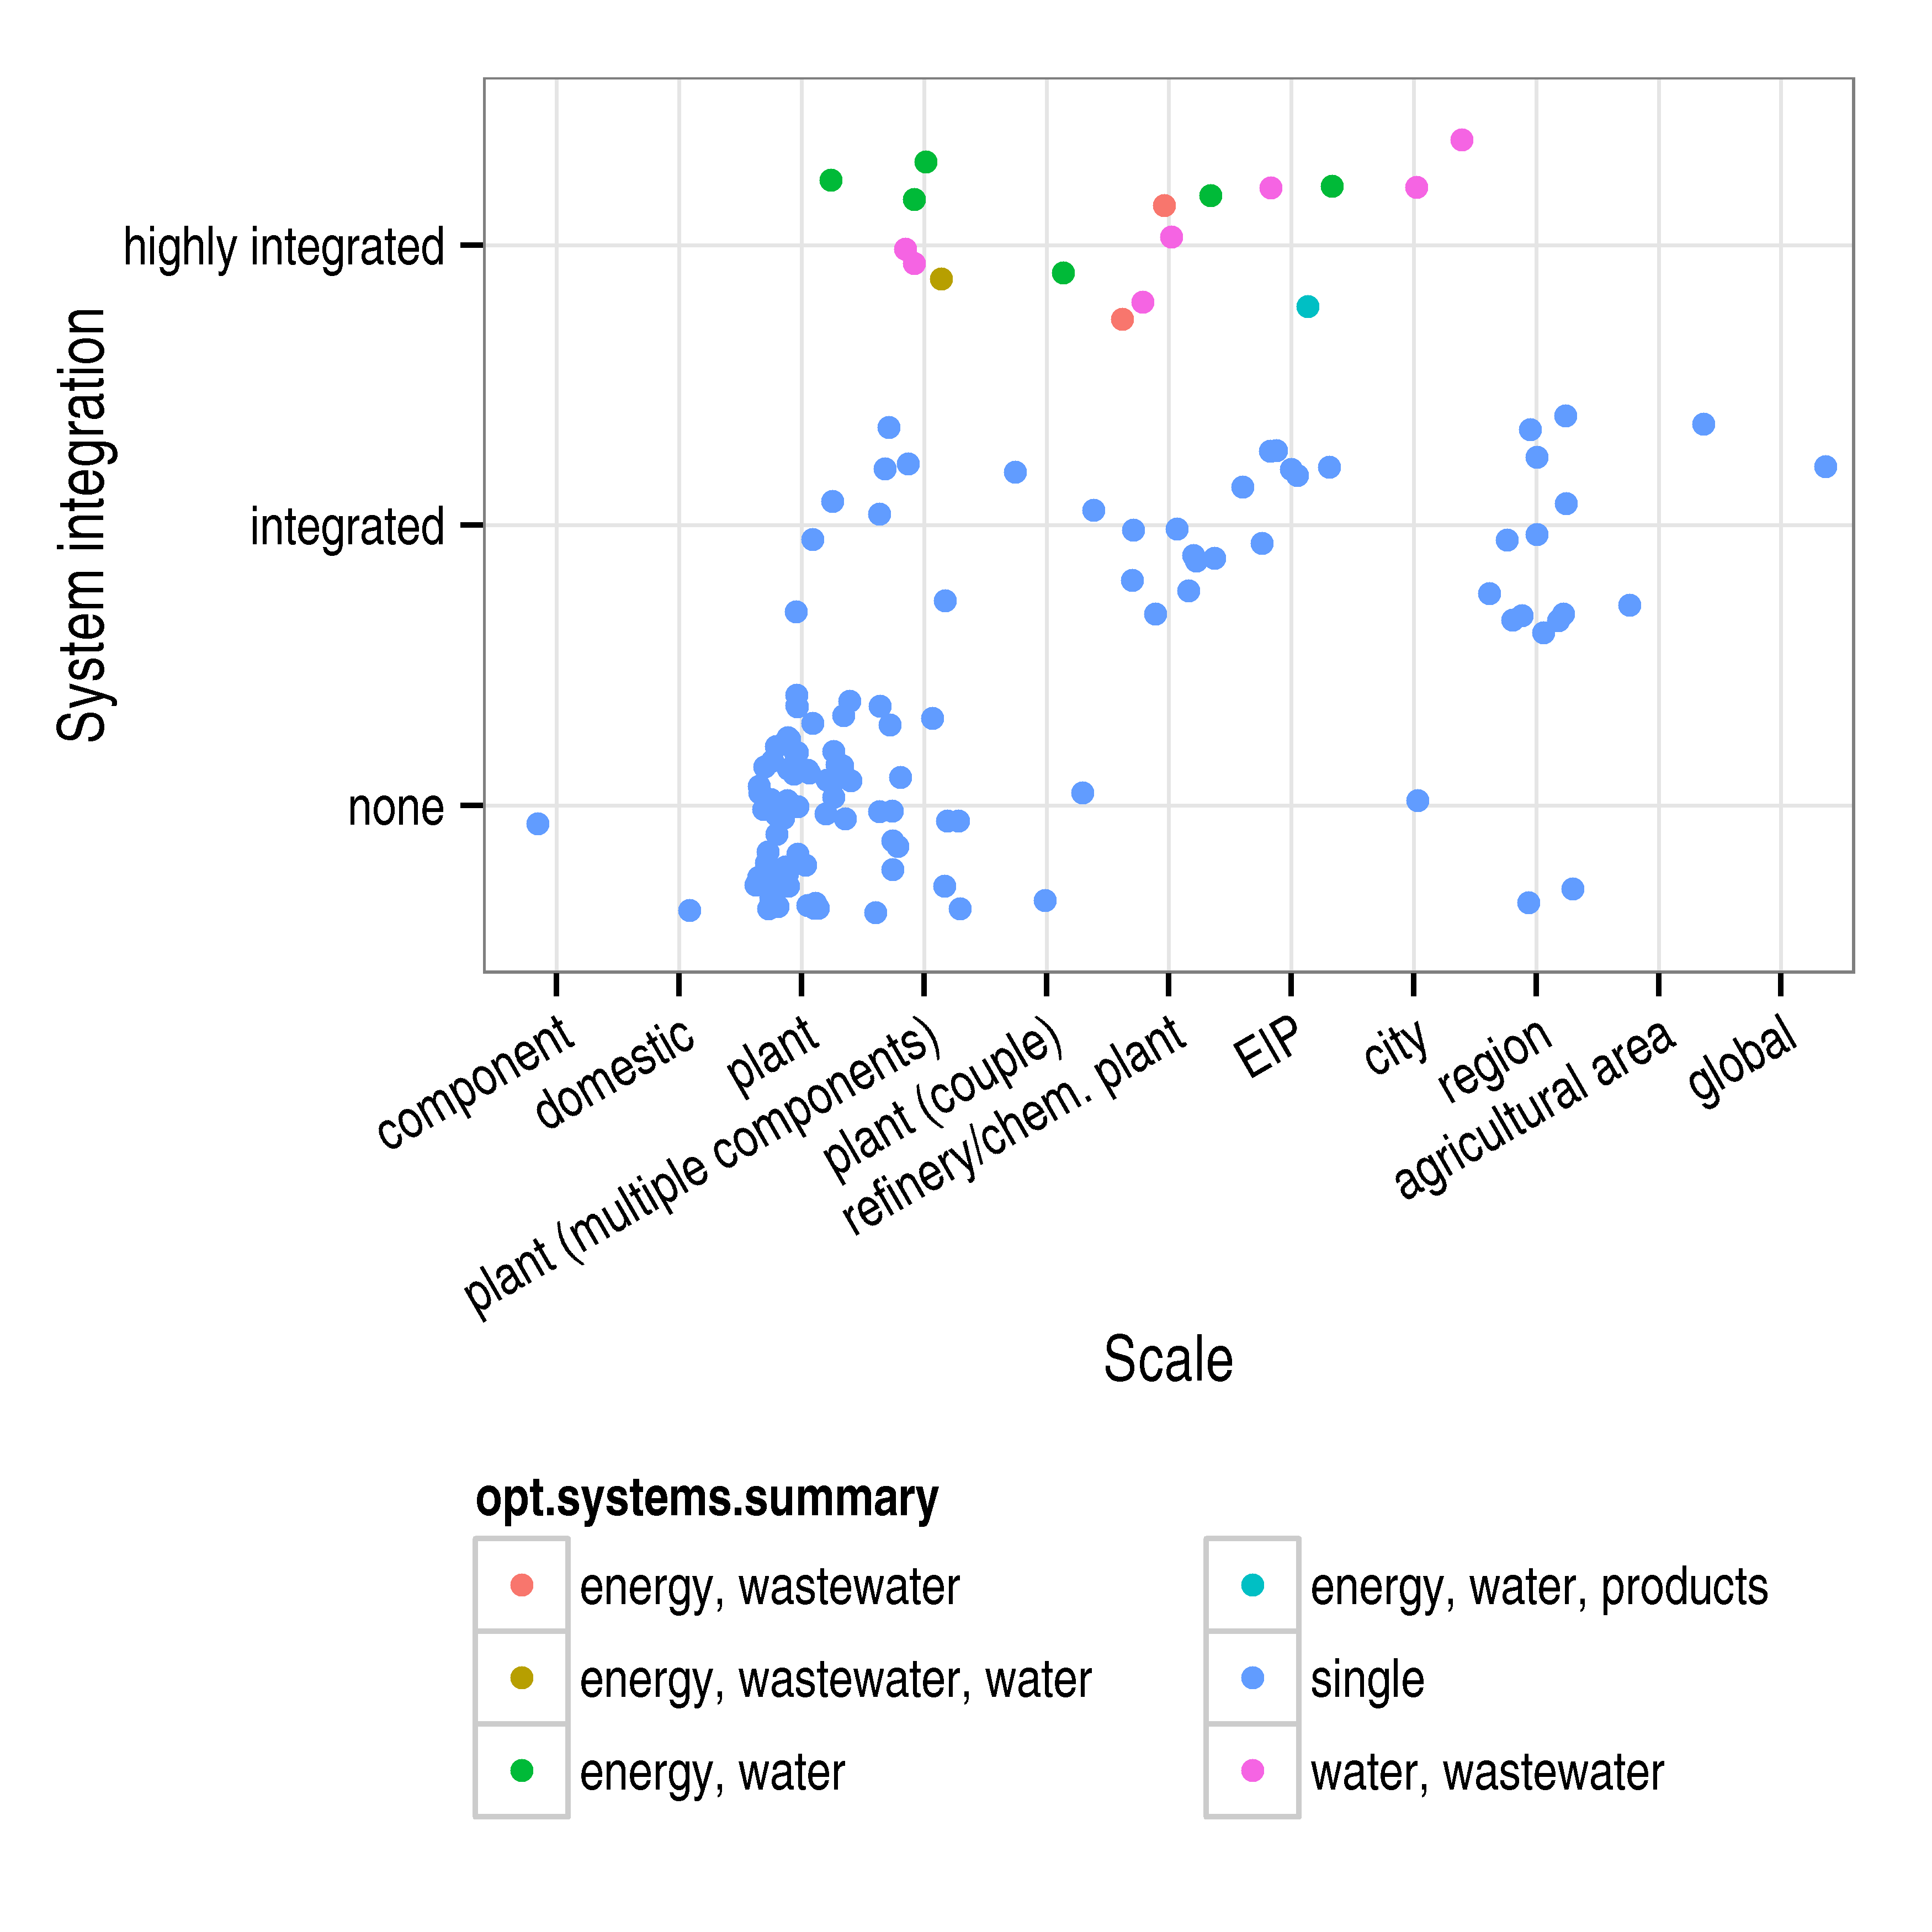 System integration
highly integrated
integrated
none
component
domestic
plant
plant (multiple components)
plant (couple)
refinery/chem. plant
EIP
city
region
agricultural area
global
Scale
opt.systems.summary
energy, wastewater
energy, wastewater, water
energy, water
energy, water, products
single
water, wastewater